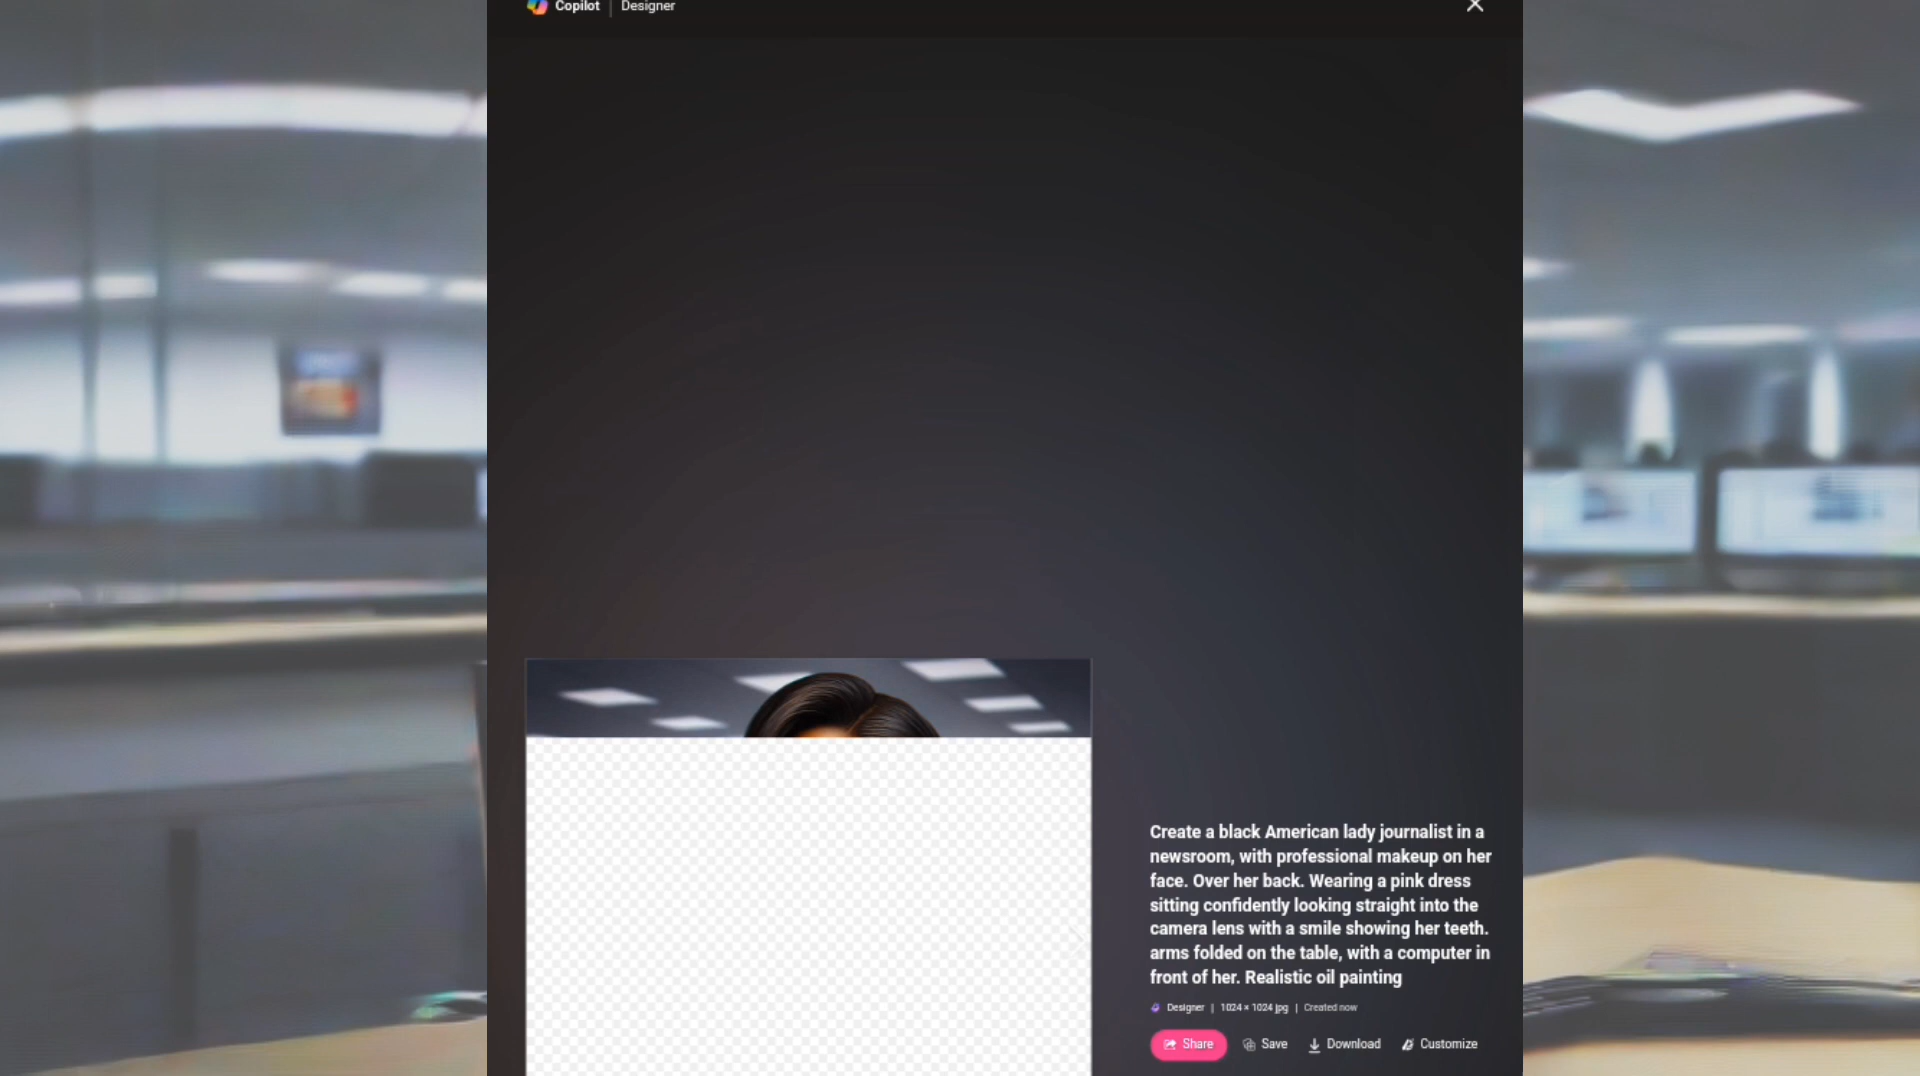 Copilot | Designer
Create a black American lady journalist in a
newsroom, with professional makeup on her
face. Over her back. Wearing a pink dress
sitting confidently looking straight into the
camera lens with a smile showing her teeth.
arms folded on the table, with a computer in
front of her. Realistic oil painting
Designer | 1024 × 1024 jpg | Created now
Share Save Download Customize